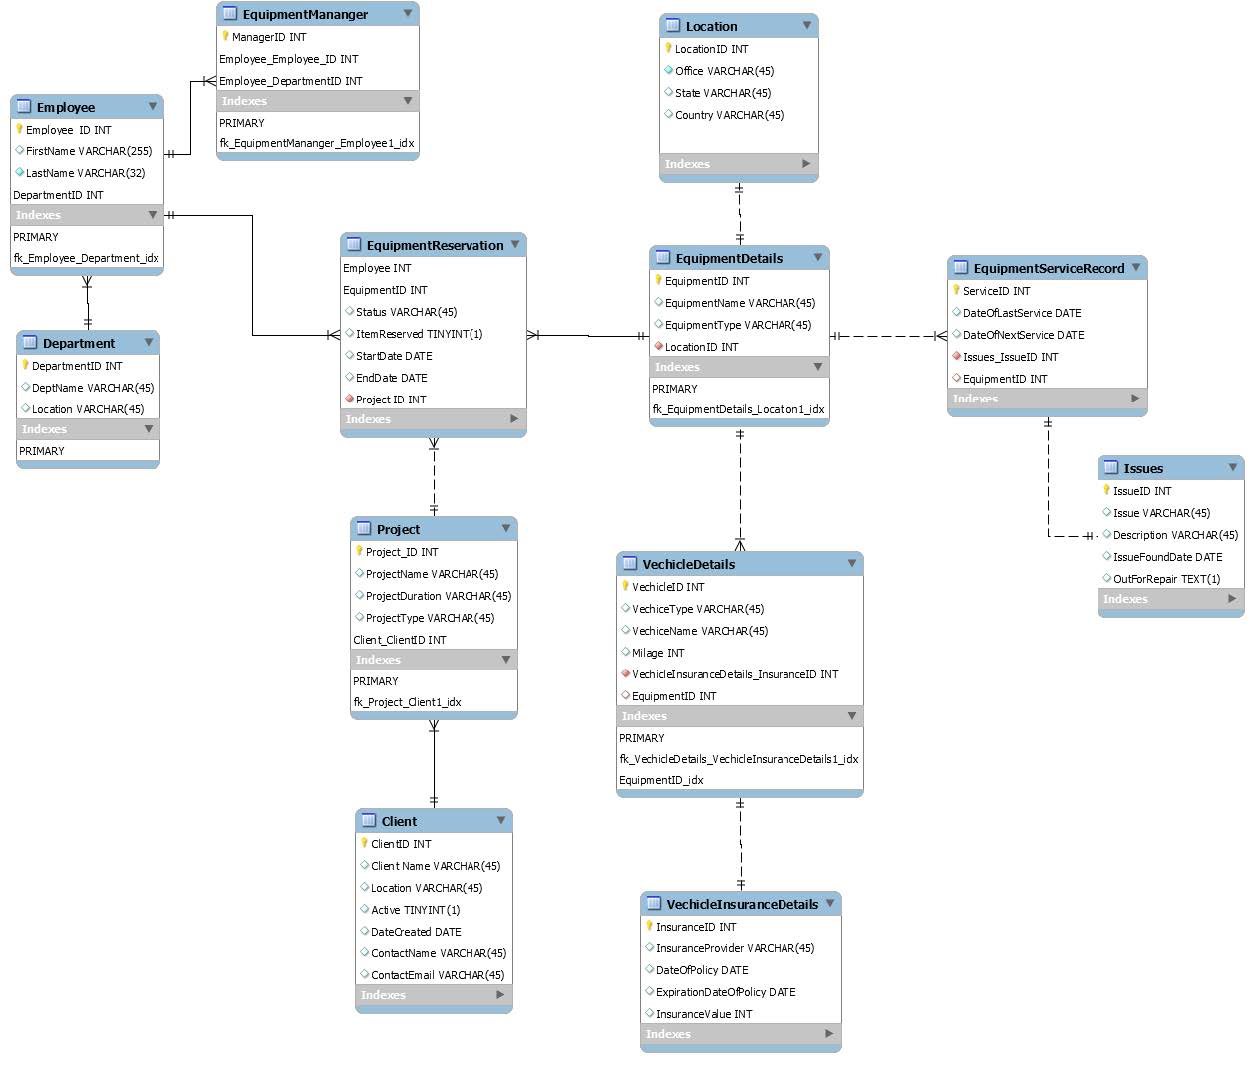 EquipmentMananger
ManagerID INT
Employee_Employee_ID INT
Employee_DepartmentID INT
Indexes
PRIMARY
fk_EquipmentMananger_Employee1_idx
Location
LocationID INT
Office VARCHAR(45)
State VARCHAR(45)
Country VARCHAR(45)
Indexes
Employee
Employee ID INT
FirstName VARCHAR(255)
LastName VARCHAR(32)
DepartmentID INT
Indexes
PRIMARY
fk_Employee_Department_idx
EquipmentReservation
Employee INT
EquipmentID INT
Status VARCHAR(45)
ItemReserved TINYINT(1)
StartDate DATE
EndDate DATE
Project ID INT
Indexes
EquipmentDetails
EquipmentID INT
EquipmentName VARCHAR(45)
EquipmentType VARCHAR(45)
LocationID INT
Indexes
PRIMARY
fk_EquipmentDetails_Locaton1_idx
EquipmentServiceRecord
ServiceID INT
DateOfLastService DATE
DateOfNextService DATE
Issues_IssueID INT
EquipmentID INT
Indexes
Department
DepartmentID INT
DeptName VARCHAR(45)
Location VARCHAR(45)
Indexes
PRIMARY
Issues
IssueID INT
Issue VARCHAR(45)
Description VARCHAR(45)
IssueFoundDate DATE
OutForRepair TEXT(1)
Indexes
Project
Project_ID INT
ProjectName VARCHAR(45)
ProjectDuration VARCHAR(45)
ProjectType VARCHAR(45)
Client_ClientID INT
Indexes
PRIMARY
fk_Project_Client1_idx
VechicleDetails
VechicleID INT
VechiceType VARCHAR(45)
VechiceName VARCHAR(45)
Milage INT
VechicleInsuranceDetails_InsuranceID INT
EquipmentID INT
Indexes
PRIMARY
fk_VechicleDetails_VechicleInsuranceDetails1_idx
EquipmentID_idx
Client
ClientID INT
Client Name VARCHAR(45)
Location VARCHAR(45)
Active TINYINT(1)
DateCreated DATE
ContactName VARCHAR(45)
ContactEmail VARCHAR(45)
Indexes
VechicleInsuranceDetails
InsuranceID INT
InsuranceProvider VARCHAR(45)
DateOfPolicy DATE
ExpirationDateOfPolicy DATE
InsuranceValue INT
Indexes